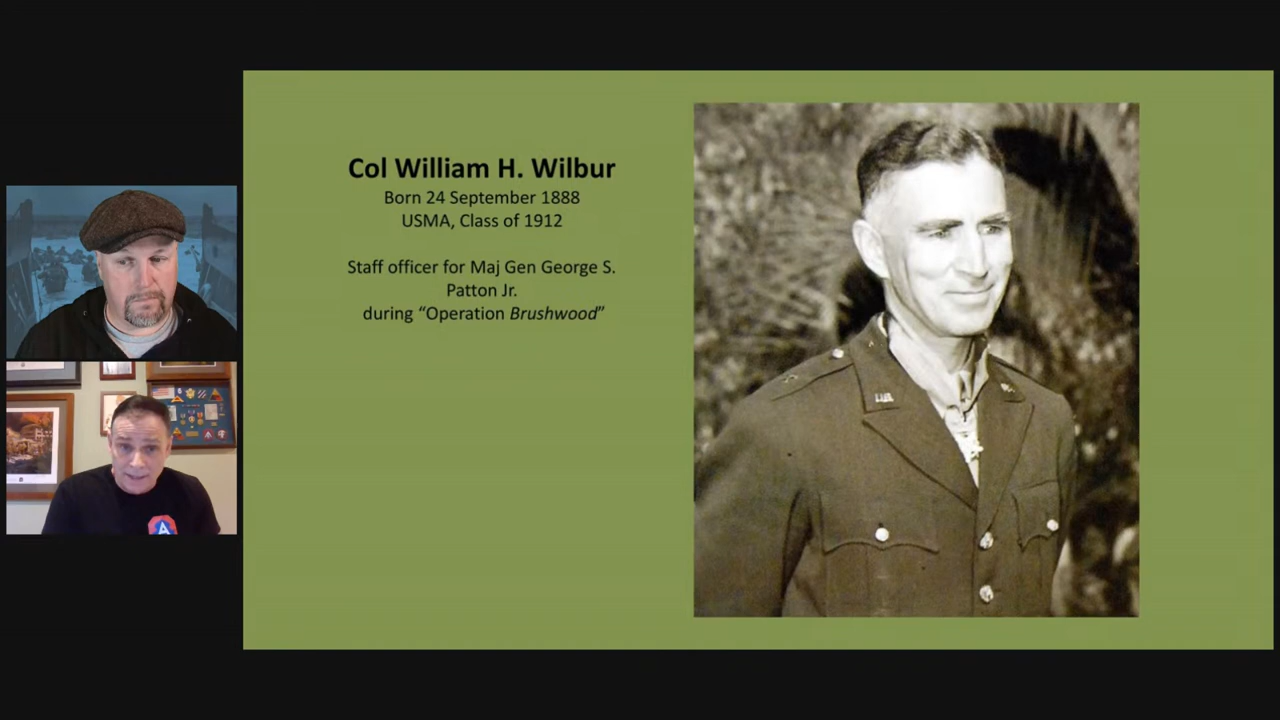 Col William H. Wilbur
Born 24 September 1888
USMA, Class of 1912
Staff officer for Maj Gen George S.
Patton Jr.
during “Operation Brushwood”